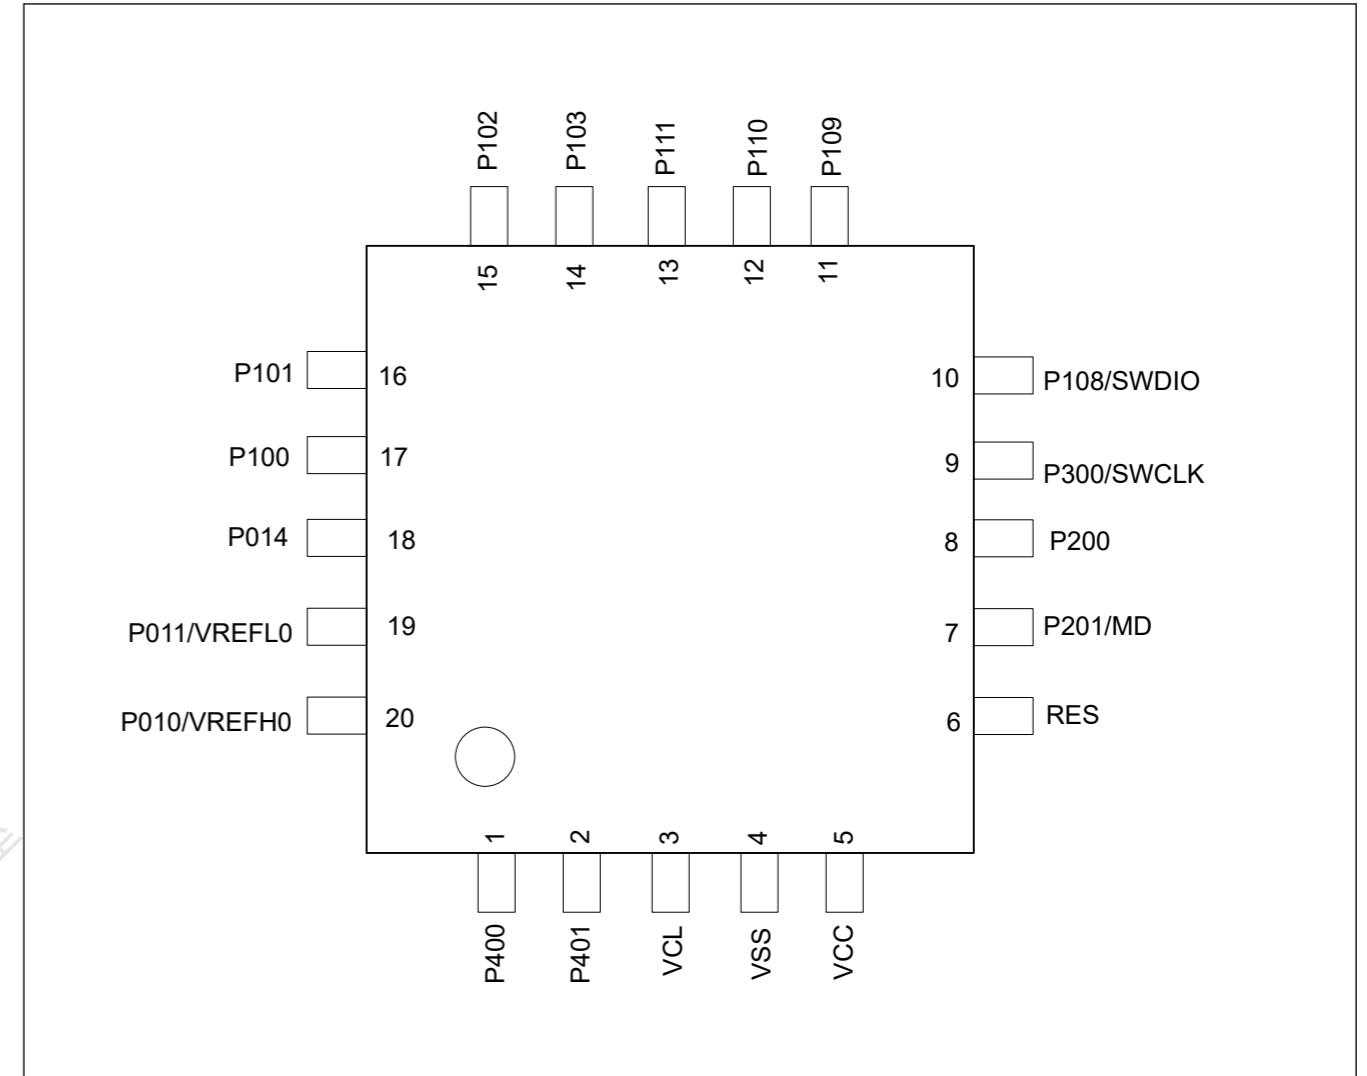 P102 P103 P111 P110 P109
15 14 13 12 11
P101 16 10 P108/SWDIO
P100 17 9 P300/SWCLK
P014 18 8 P200
P011/VREFL0 19 7 P201/MD
P010/VREFH0 20 6 RES
1 2 3 4 5
P400 P401 VCL VSS VCC